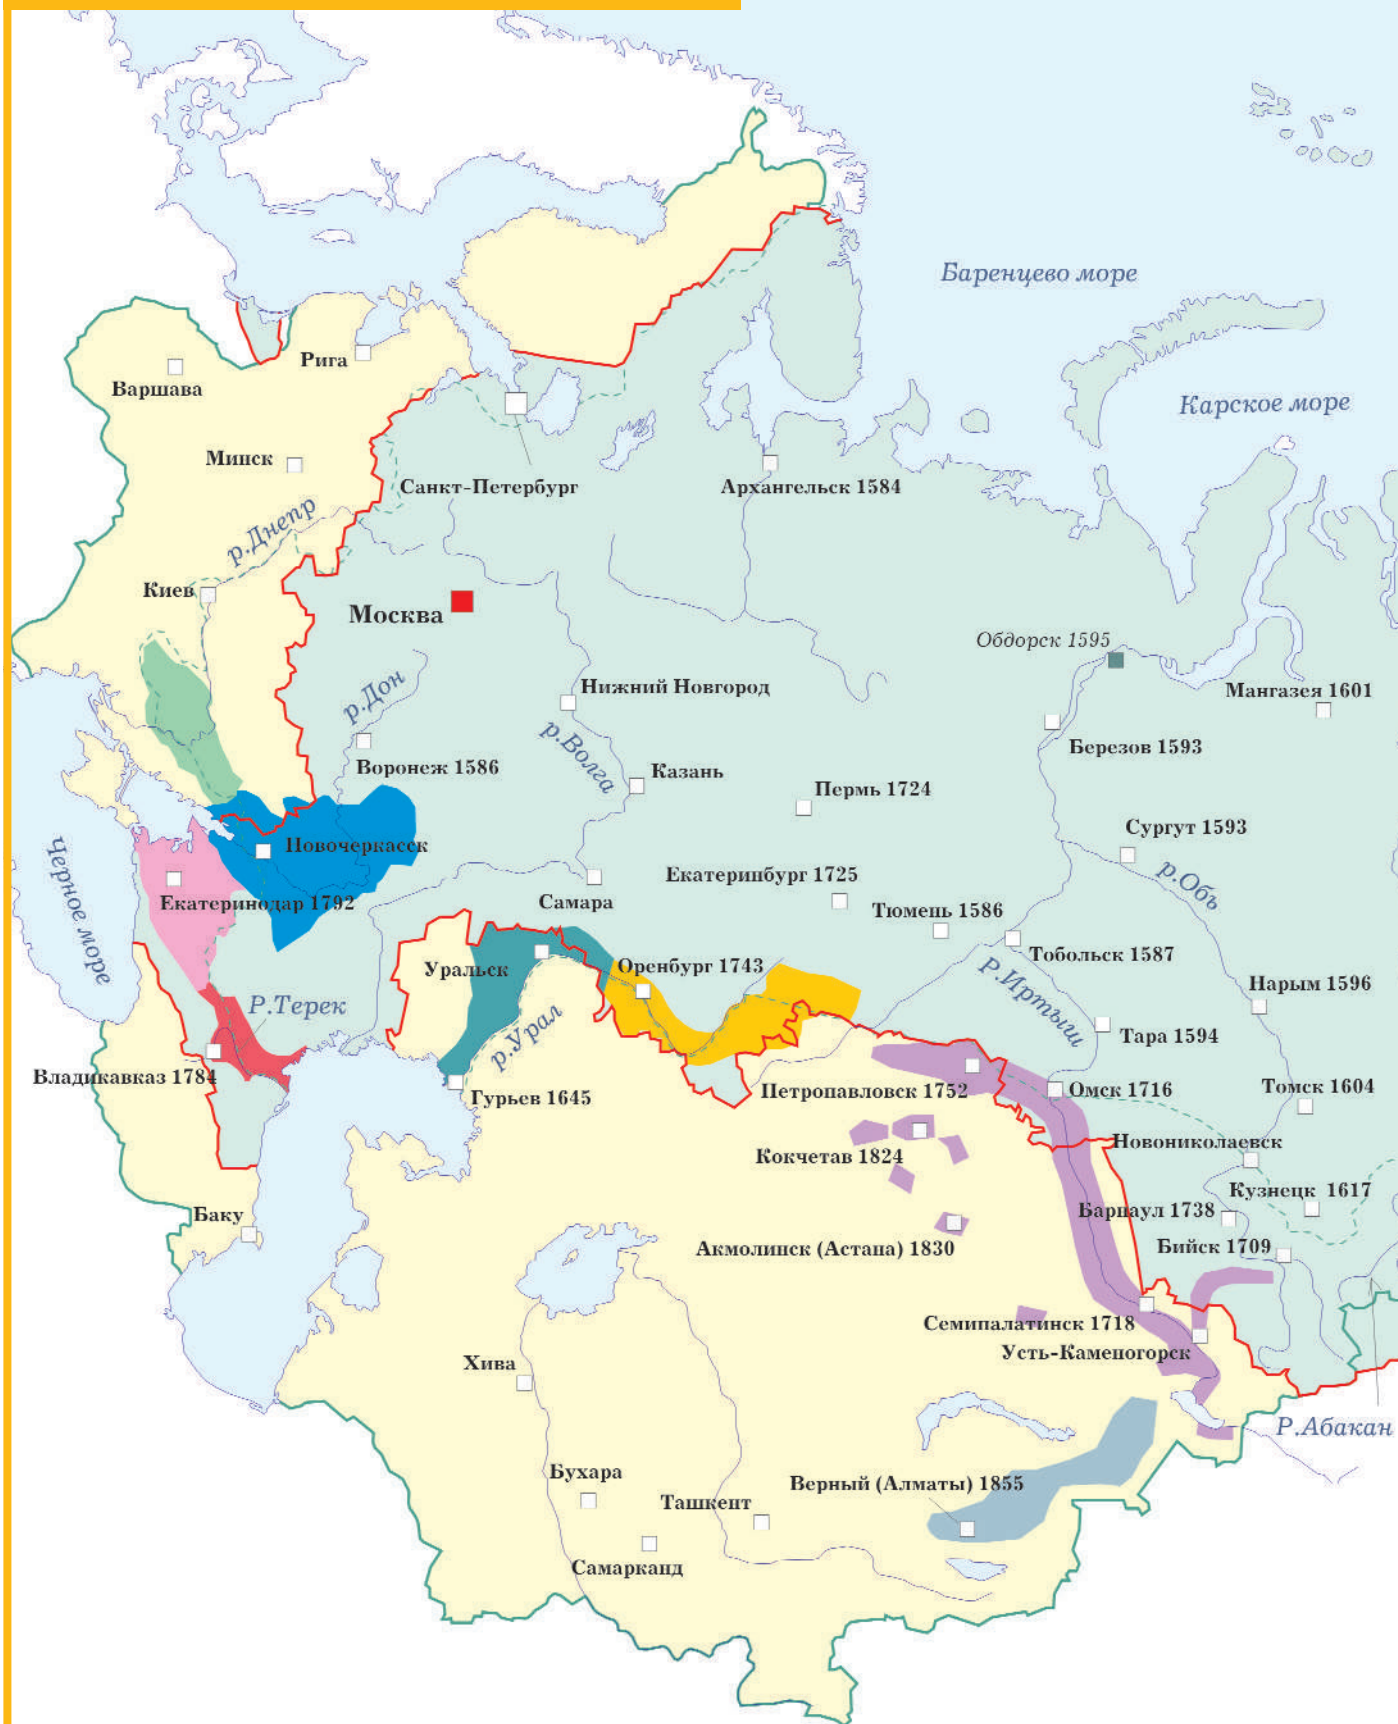 Баренцево море
Карское море
Рига
Варшава
Минск
Санкт-Петербург
Архангельск 1584
р.Днепр
Киев
Москва
Обдорск 1595
р.Дон
Нижний Новгород
Мангазея 1601
р.Волга
Березов 1593
Воронеж 1586
Казань
Пермь 1724
Сургут 1593
Черное море
Новочеркасск
р.Обь
Екатеринбург 1725
Екатеринодар 1792
Самара
Тюмень 1586
Тобольск 1587
Уральск
Оренбург 1743
Р.Иртыш
Нарым 1596
Р.Терек
р.Урал
Тара 1594
Владикавказ 1784
Гурьев 1645
Петропавловск 1752
Омск 1716
Томск 1604
Новониколаевск
Кокчетав 1824
Кузнецк 1617
Баку
Барнаул 1738
Акмолинск (Астана) 1830
Бийск 1709
Семипалатинск 1718
Усть-Каменогорск
Хива
Р.Абакан
Бухара
Верный (Алматы) 1855
Ташкент
Самарканд